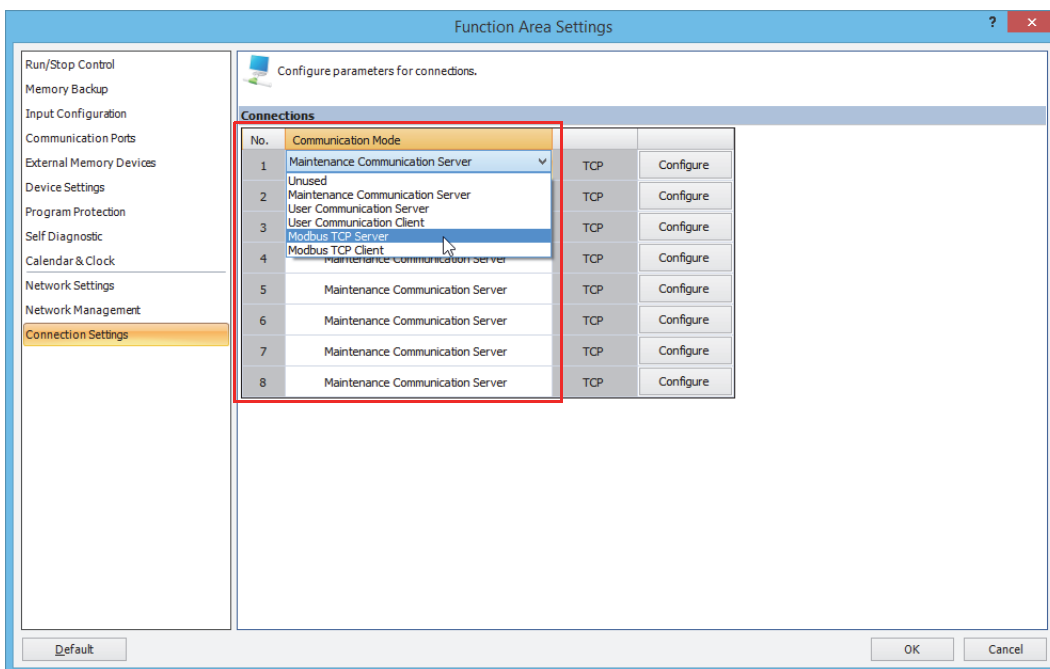 Function Area Settings
?
×
Run/Stop Control
Memory Backup
Input Configuration
Communication Ports
External Memory Devices
Device Settings
Program Protection
Self Diagnostic
Calendar & Clock
Network Settings
Network Management
Connection Settings
Configure parameters for connections.
Connections
No. Communication Mode
1 Maintenance Communication Server TCP Configure
Unused
Maintenance Communication Server
User Communication Server
User Communication Client
Modbus TCP Server
Modbus TCP Client
2 TCP Configure
3 TCP Configure
4 Maintenance Communication Server TCP Configure
5 Maintenance Communication Server TCP Configure
6 Maintenance Communication Server TCP Configure
7 Maintenance Communication Server TCP Configure
8 Maintenance Communication Server TCP Configure
Default OK Cancel